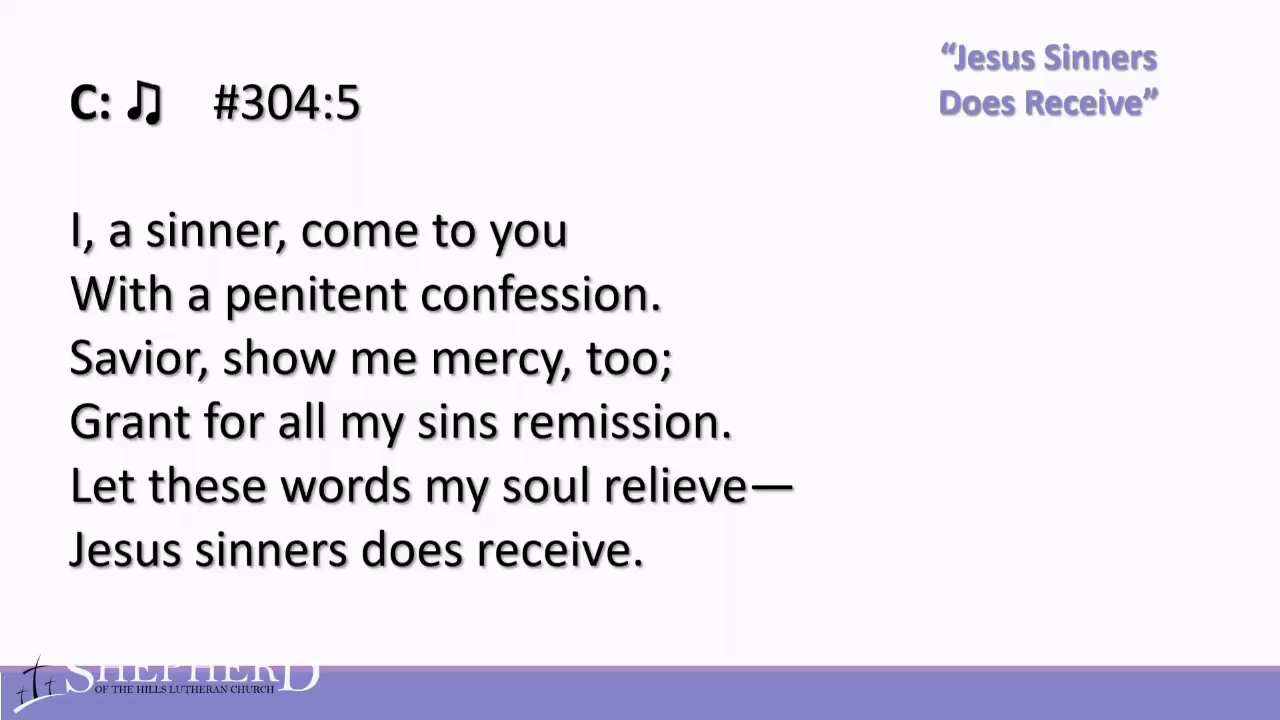 C: ♫ #304:5
“Jesus Sinners
Does Receive”
I, a sinner, come to you
With a penitent confession.
Savior, show me mercy, too;
Grant for all my sins remission.
Let these words my soul relieve—
Jesus sinners does receive.
SHEPHERD
OF THE HILLS LUTHERAN CHURCH